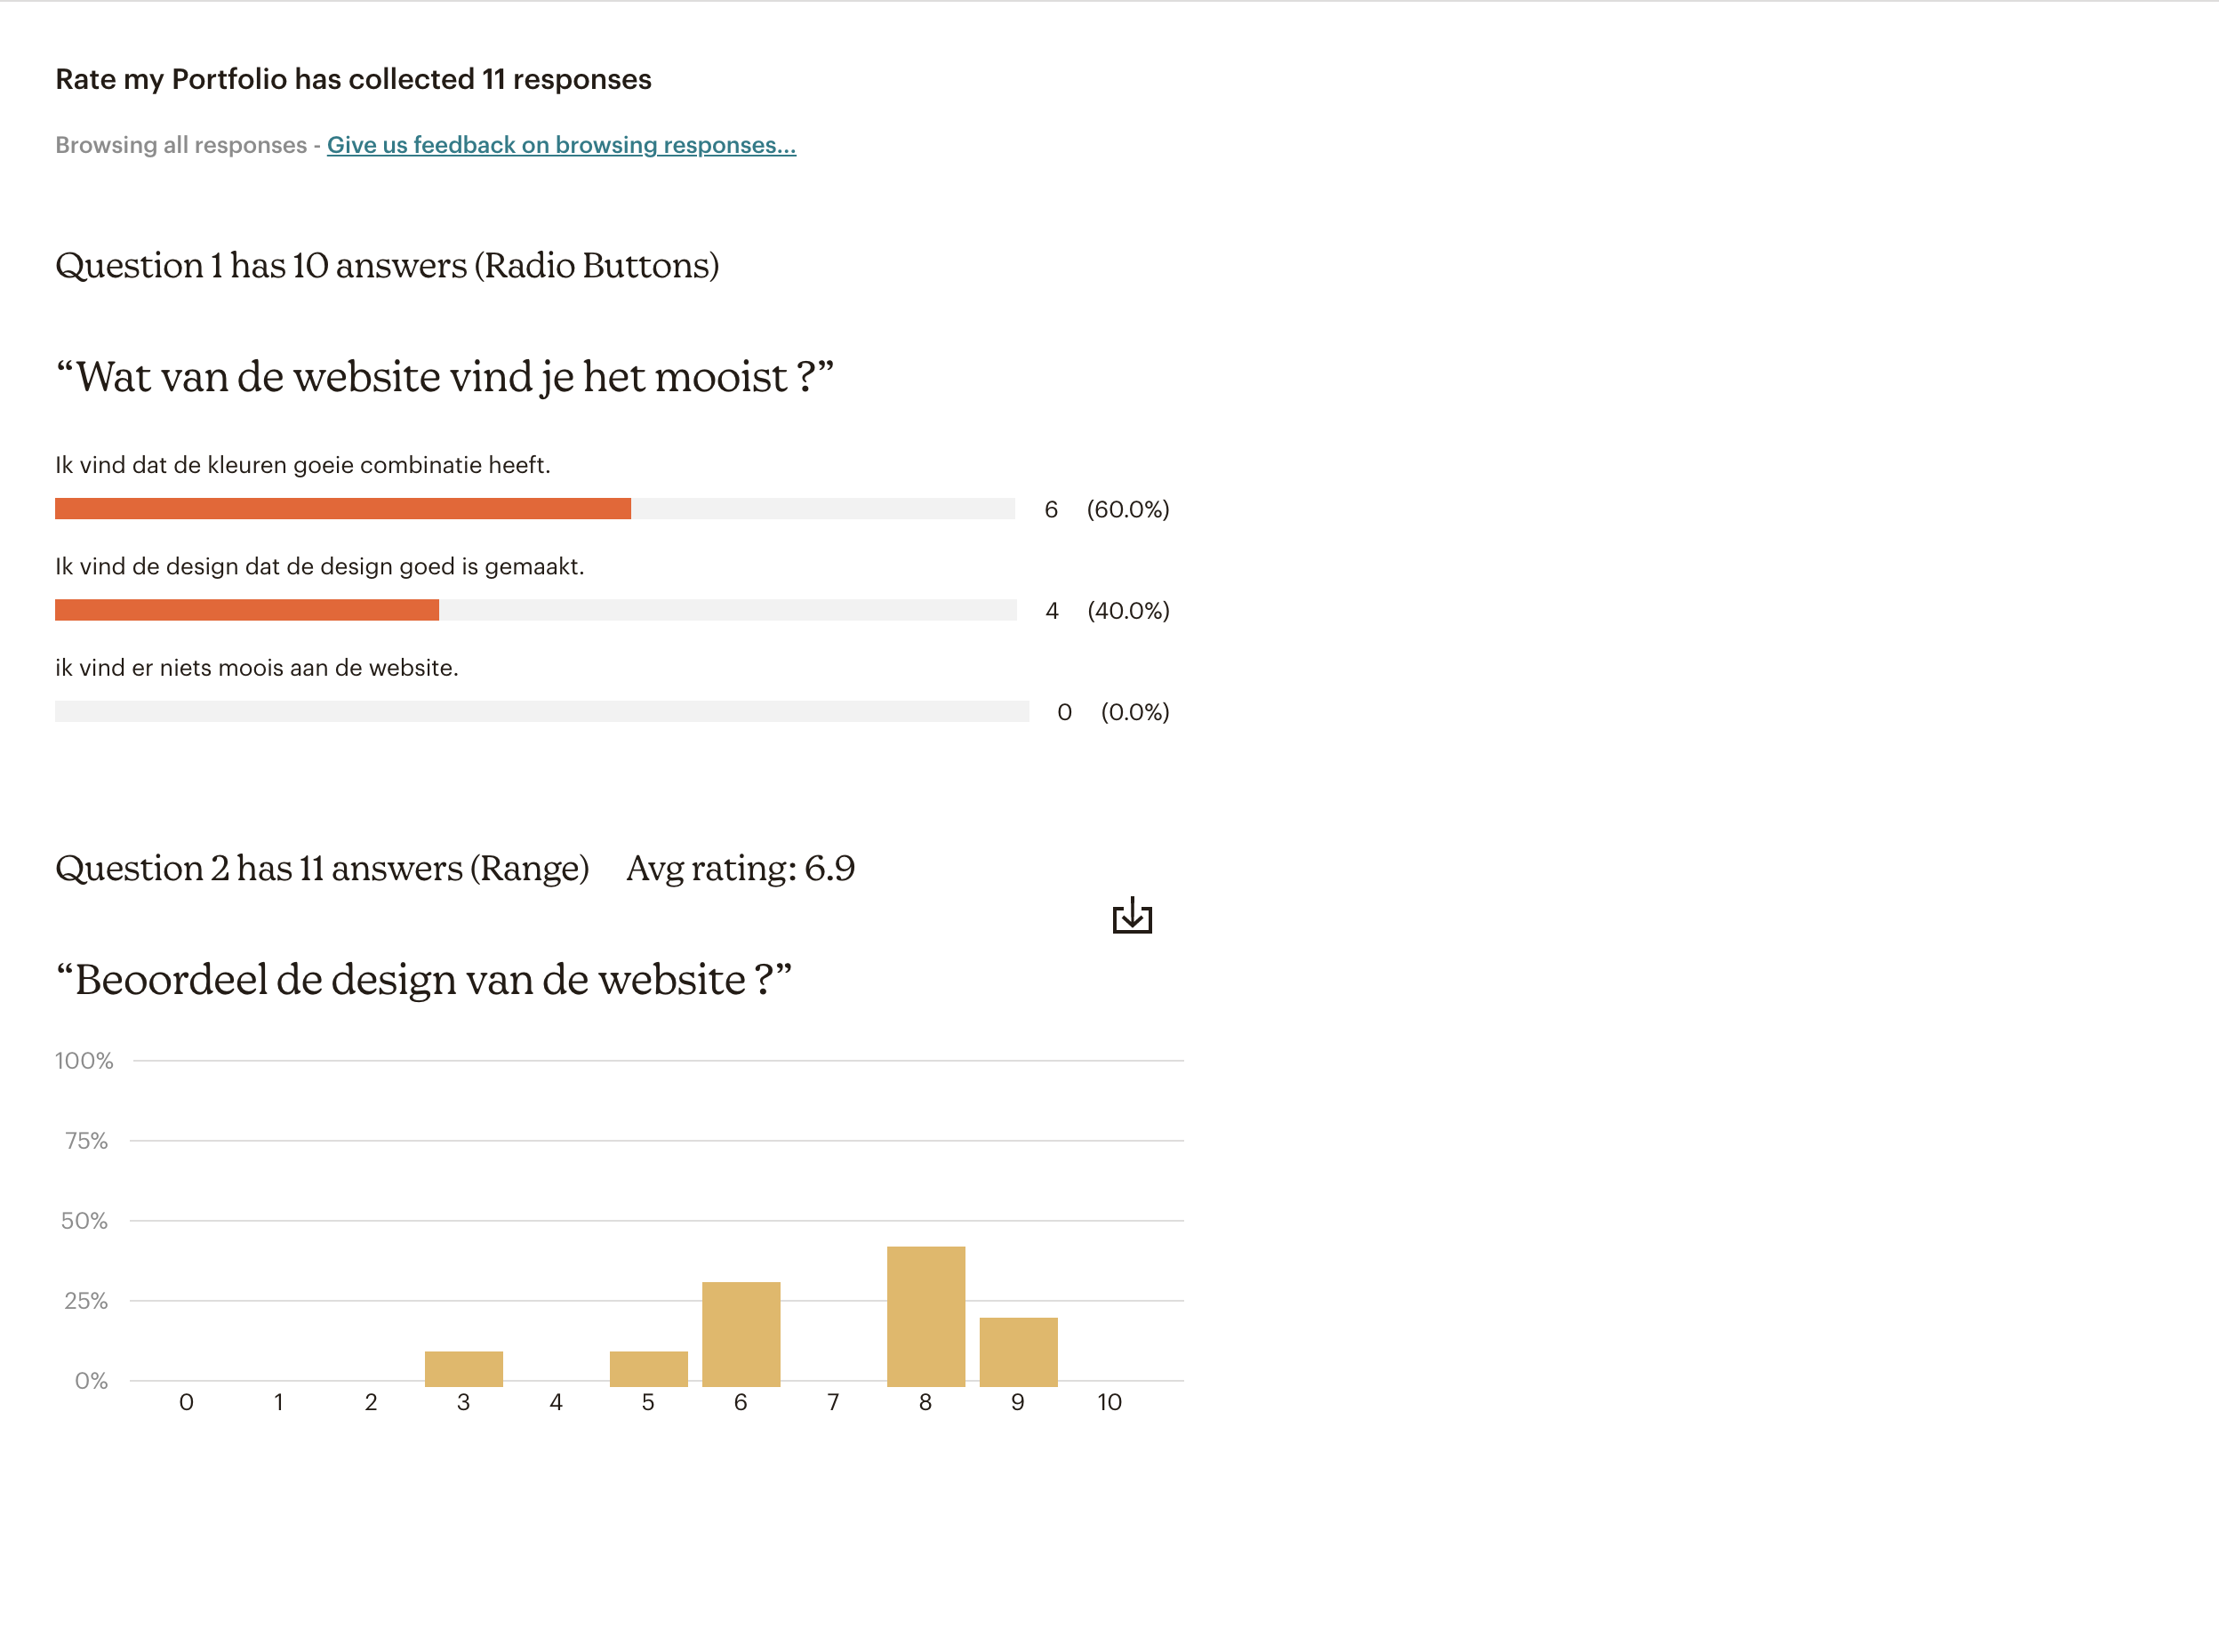 Rate my Portfolio has collected 11 responses
Browsing all responses - Give us feedback on browsing responses...
Question 1 has 10 answers (Radio Buttons)
“Wat van de website vind je het mooist ?”
Ik vind dat de kleuren goeie combinatie heeft.
6 (60.0%)
Ik vind de design dat de design goed is gemaakt.
4 (40.0%)
ik vind er niets moois aan de website.
0 (0.0%)
Question 2 has 11 answers (Range) Avg rating: 6.9
“Beoordeel de design van de website ?”
100%
75%
50%
25%
0%
0 1 2 3 4 5 6 7 8 9 10